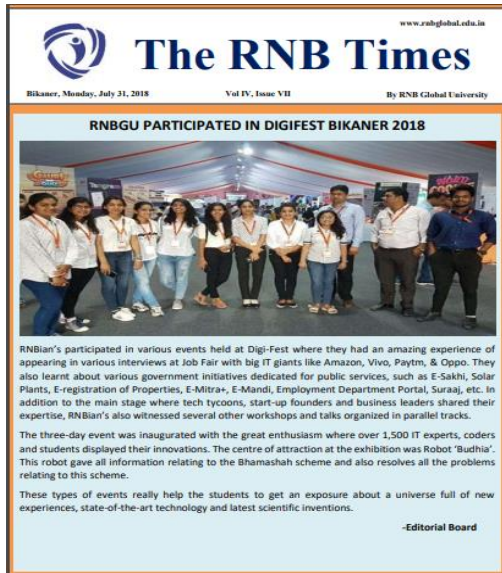 www.rnbglobal.edu.in
The RNB Times
Bikaner, Monday, July 31, 2018 Vol IV, Issue VII By RNB Global University
RNBGU PARTICIPATED IN DIGIFEST BIKANER 2018
RNBian's participated in various events held at Digi-Fest where they had an amazing experience of
appearing in various interviews at Job Fair with big IT giants like Amazon, Vivo, Paytm, & Oppo. They
also learnt about various government initiatives dedicated for public services, such as E-Sakhi, Solar
Plants, E-registration of Properties, E-Mitra+, E-Mandi, Employment Department Portal, Suraaj, etc. In
addition to the main stage where tech tycoons, start-up founders and business leaders shared their
expertise, RNBian's also witnessed several other workshops and talks organized in parallel tracks.
The three-day event was inaugurated with the great enthusiasm where over 1,500 IT experts, coders
and students displayed their innovations. The centre of attraction at the exhibition was Robot 'Budhia'.
This robot gave all information relating to the Bhamashah scheme and also resolves all the problems
relating to this scheme.
These types of events really help the students to get an exposure about a universe full of new
experiences, state-of-the-art technology and latest scientific inventions.
-Editorial Board